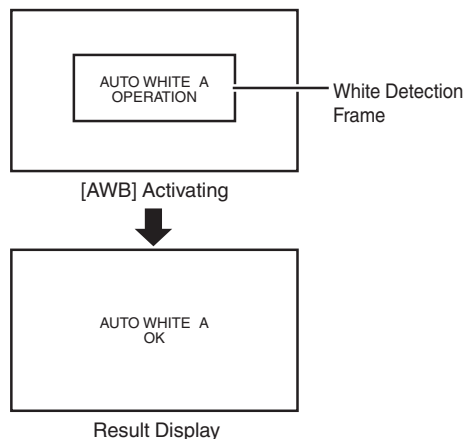 AUTO WHITE A
OPERATION
White Detection
Frame
[AWB] Activating
AUTO WHITE A
OK
Result Display